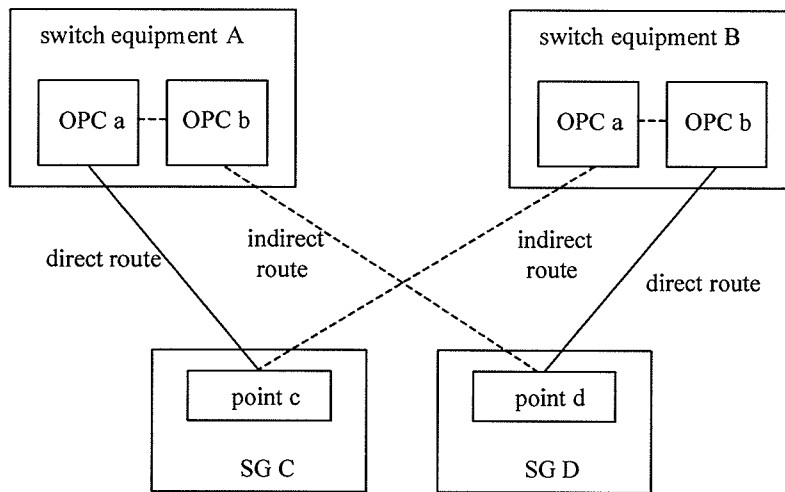 switch equipment A
switch equipment B
OPC a
OPC b
OPC a
OPC b
direct route
indirect
route
indirect
route
direct route
point c
point d
SG C
SG D